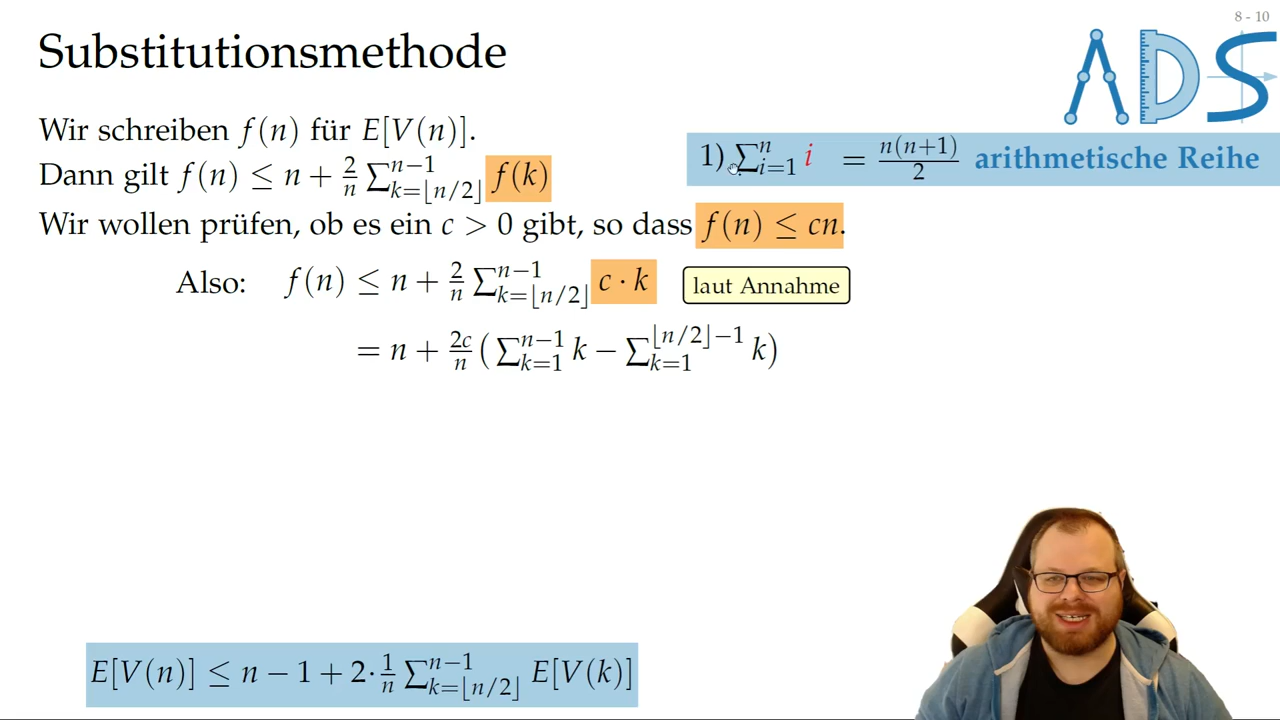 8 - 10
Substitutionsmethode
ADS
Wir schreiben f(n) für E[V(n)].
1) ∑_{i=1}^{n} i = n(n+1)/2 arithmetische Reihe
Dann gilt f(n) ≤ n + 2/n ∑_{k=⌊n/2⌋}^{n−1} f(k)
Wir wollen prüfen, ob es ein c > 0 gibt, so dass f(n) ≤ cn.
Also: f(n) ≤ n + 2/n ∑_{k=⌊n/2⌋}^{n−1} c · k laut Annahme
= n + 2c/n (∑_{k=1}^{n−1} k − ∑_{k=1}^{⌊n/2⌋−1} k)
E[V(n)] ≤ n − 1 + 2· 1/n ∑_{k=⌊n/2⌋}^{n−1} E[V(k)]